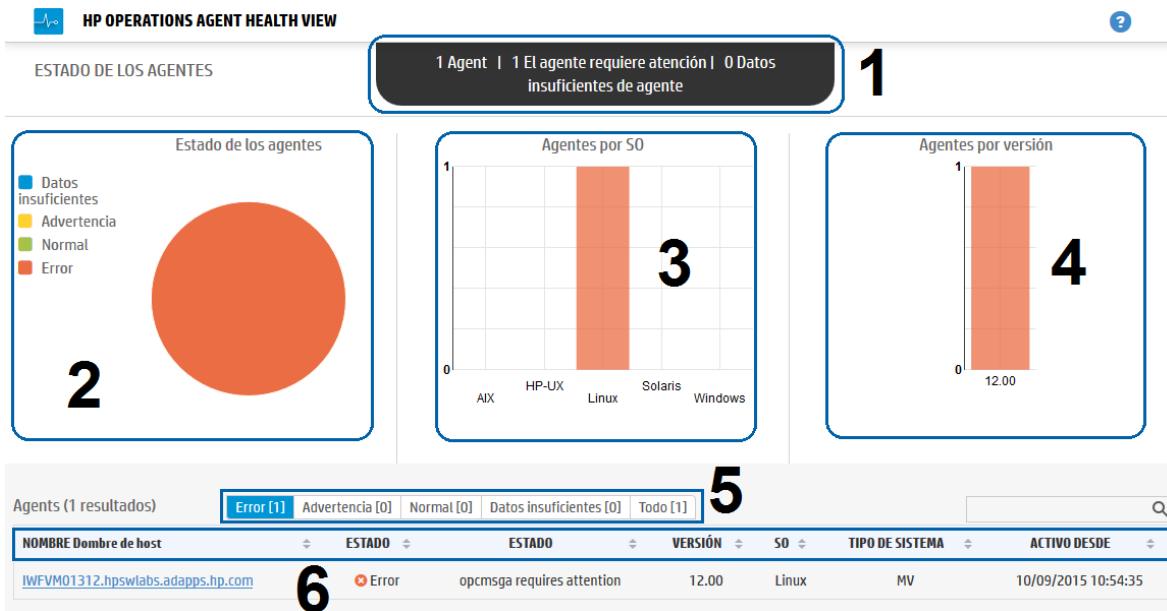 HP OPERATIONS AGENT HEALTH VIEW
?
ESTADO DE LOS AGENTES
1 Agent | 1 El agente requiere atención | 0 Datos
insuficientes de agente
1
Estado de los agentes
Datos
insuficientes
Advertencia
Normal
Error
2
Agentes por SO
1
0
AIX
HP-UX
Linux
Solaris
Windows
3
Agentes por versión
1
0
12.00
4
Agents (1 resultados)
Error [1] Advertencia [0] Normal [0] Datos insuficientes [0] Todo [1]
5
NOMBRE Dombre de host ESTADO ESTADO VERSIÓN SO TIPO DE SISTEMA ACTIVO DESDE
IWFVM01312.hpswlabs.adapps.hp.com Error opcmsga requires attention 12.00 Linux MV 10/09/2015 10:54:35
6